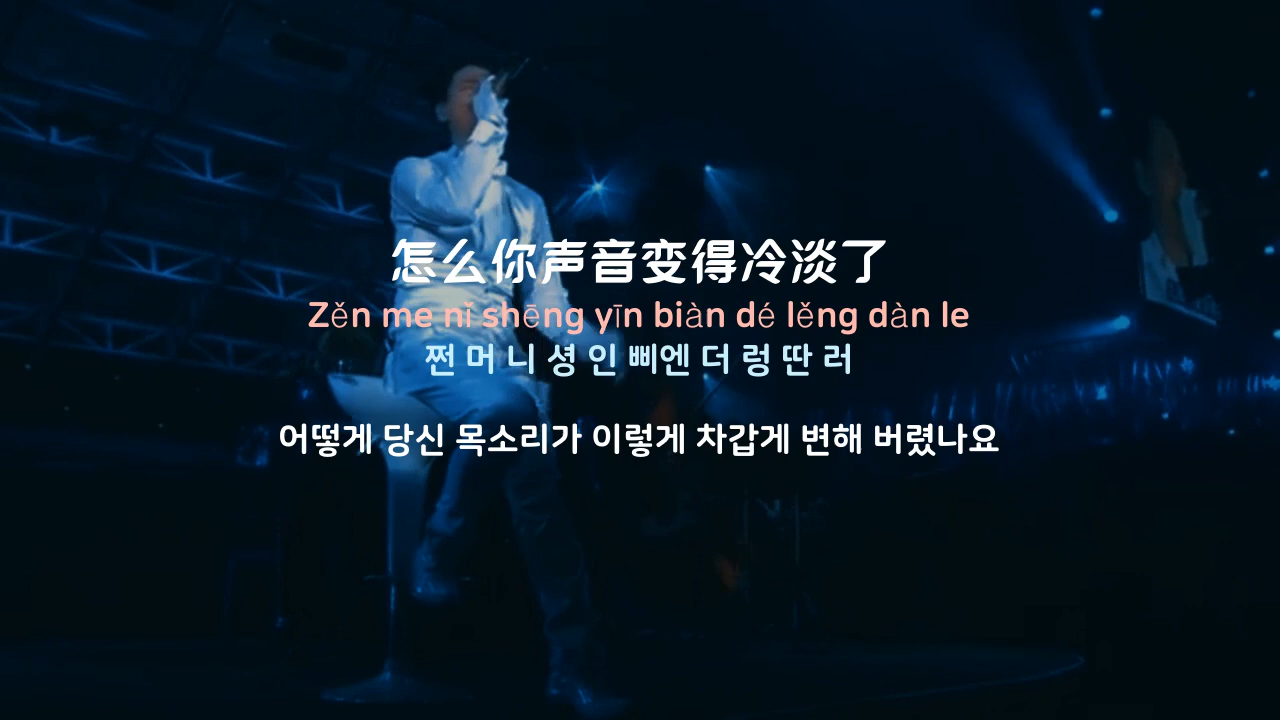 怎么你声音变得冷淡了
Zěn me nǐ shēng yīn biàn dé lěng dàn le
쩐 머 니 셩 인 삐엔 더 렁 딴 러
어떻게 당신 목소리가 이렇게 차갑게 변해 버렸나요